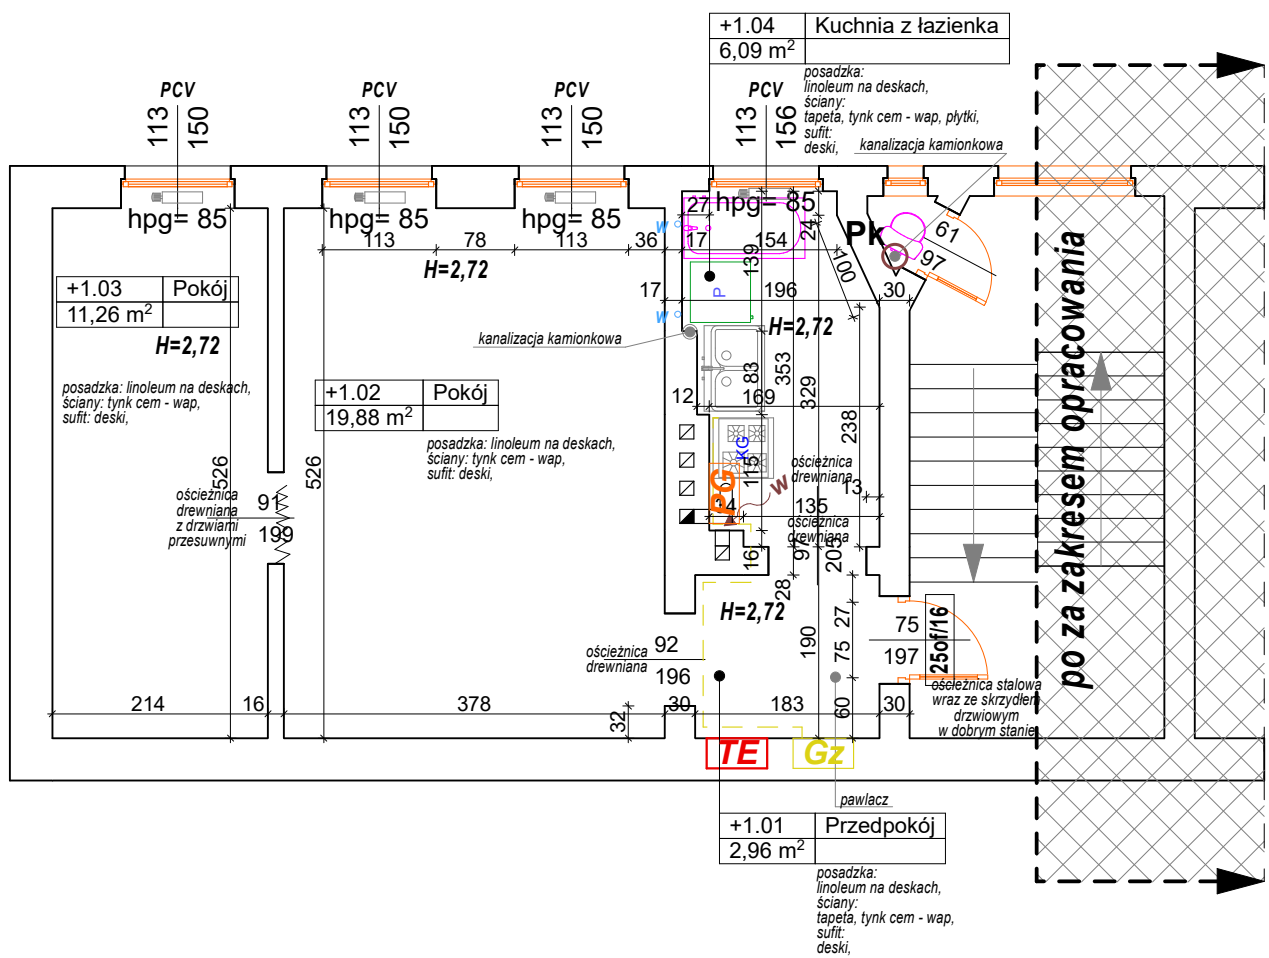 +1.04 Kuchnia z łazienka
6,09 m²
posadzka:
linoleum na deskach,
ściany:
tapeta, tynk cem - wap, płytki,
sufit:
deski,
kanalizacja kamionkowa
PCV
113
150
PCV
113
150
PCV
113
150
PCV
113
156
hpg= 85
hpg= 85
hpg= 85
hpg= 85
113
78
113
36
17
154
27
24
139
100
Pk
61
97
W
W
P
H=2,72
17
196
30
+1.03 Pokój
11,26 m²
H=2,72
posadzka: linoleum na deskach,
ściany: tynk cem - wap,
sufit: deski,
kanalizacja kamionkowa
H=2,72
+1.02 Pokój
19,88 m²
posadzka: linoleum na deskach,
ściany: tynk cem - wap,
sufit: deski,
12
169
83
353
329
238
KG
PG
115
W
ościeżnica
drewniana
13
14
135
ościeżnica
drewniana
526
526
ościeżnica
drewniana
z drzwiami
przesuwnymi
91
199
16
97
205
28
H=2,72
190
27
75
60
75
197
25of/16
ościeżnica
drewniana
92
196
ościeżnica stalowa
wraz ze skrzydłem
drzwiowym
w dobrym stanie
po za zakresem opracowania
214
16
378
32
30
183
30
TE
Gz
pawlacz
+1.01 Przedpokój
2,96 m²
posadzka:
linoleum na deskach,
ściany:
tapeta, tynk cem - wap,
sufit:
deski,